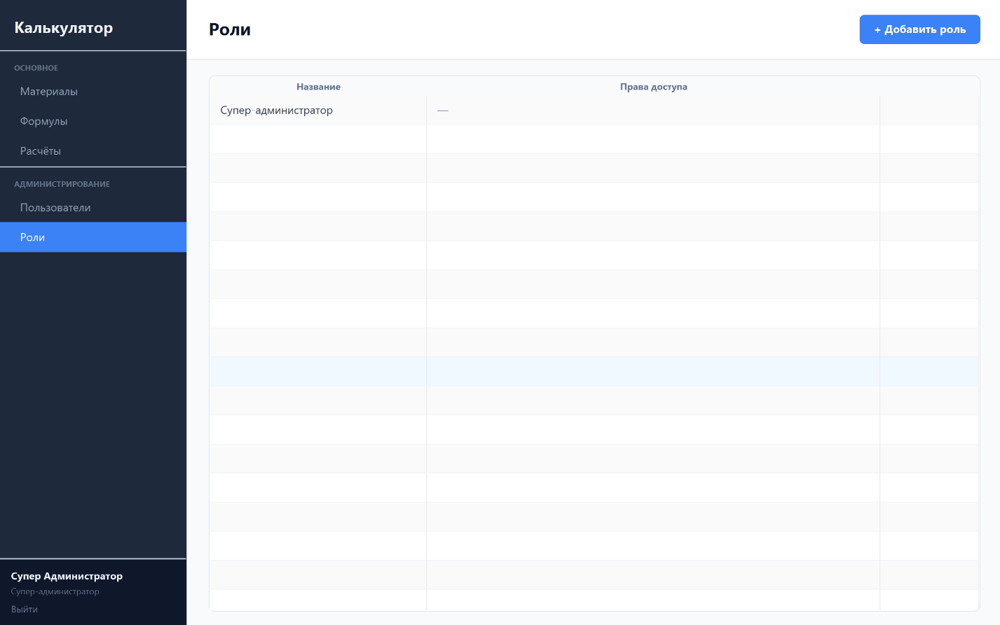 Калькулятор
ОСНОВНОЕ
Материалы
Формулы
Расчёты
АДМИНИСТРИРОВАНИЕ
Пользователи
Роли
Супер Администратор
Супер-администратор
Выйти
Роли
+ Добавить роль
Название Права доступа
Супер-администратор —